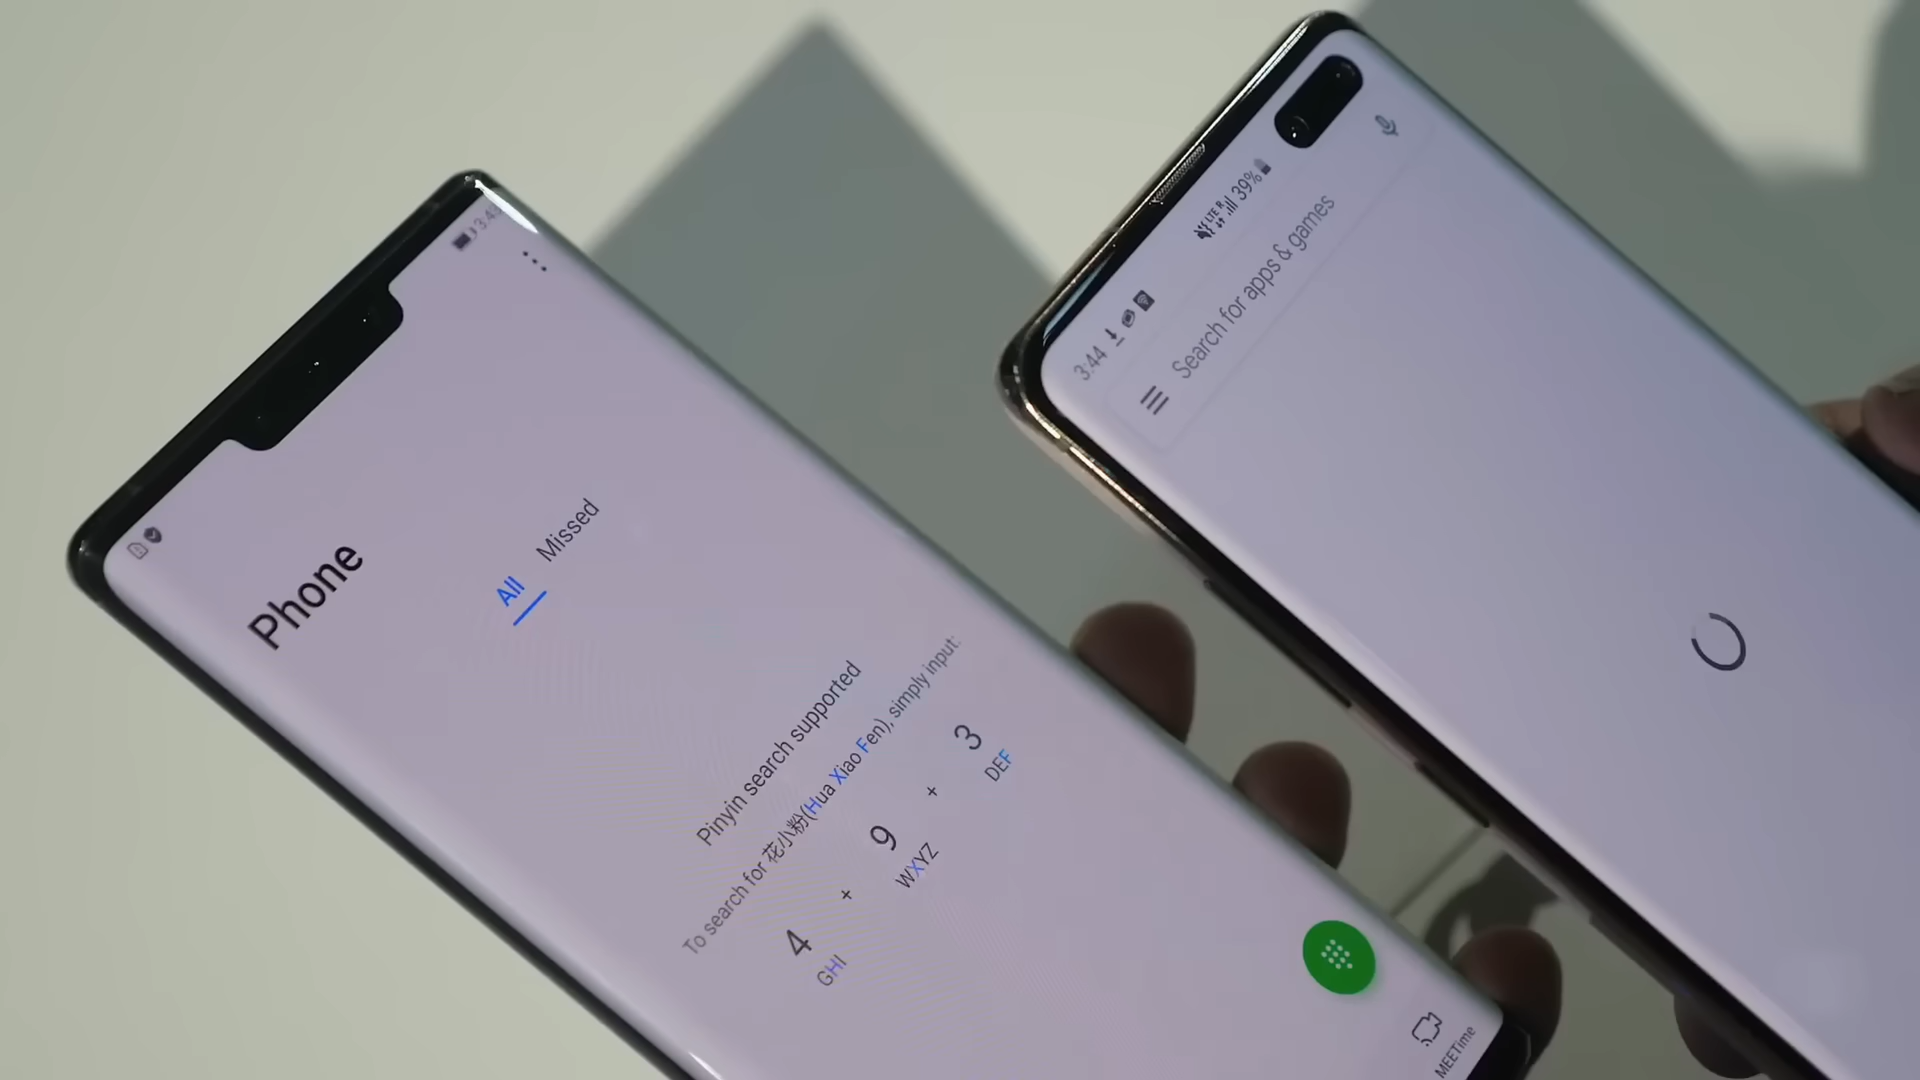 Phone
All
Missed
Pinyin search supported
To search for 花小粉(Hua Xiao Fen), simply input:
4 + 9 + 3
GHI WXYZ DEF
MEETime
39%
3:44
Search for apps & games